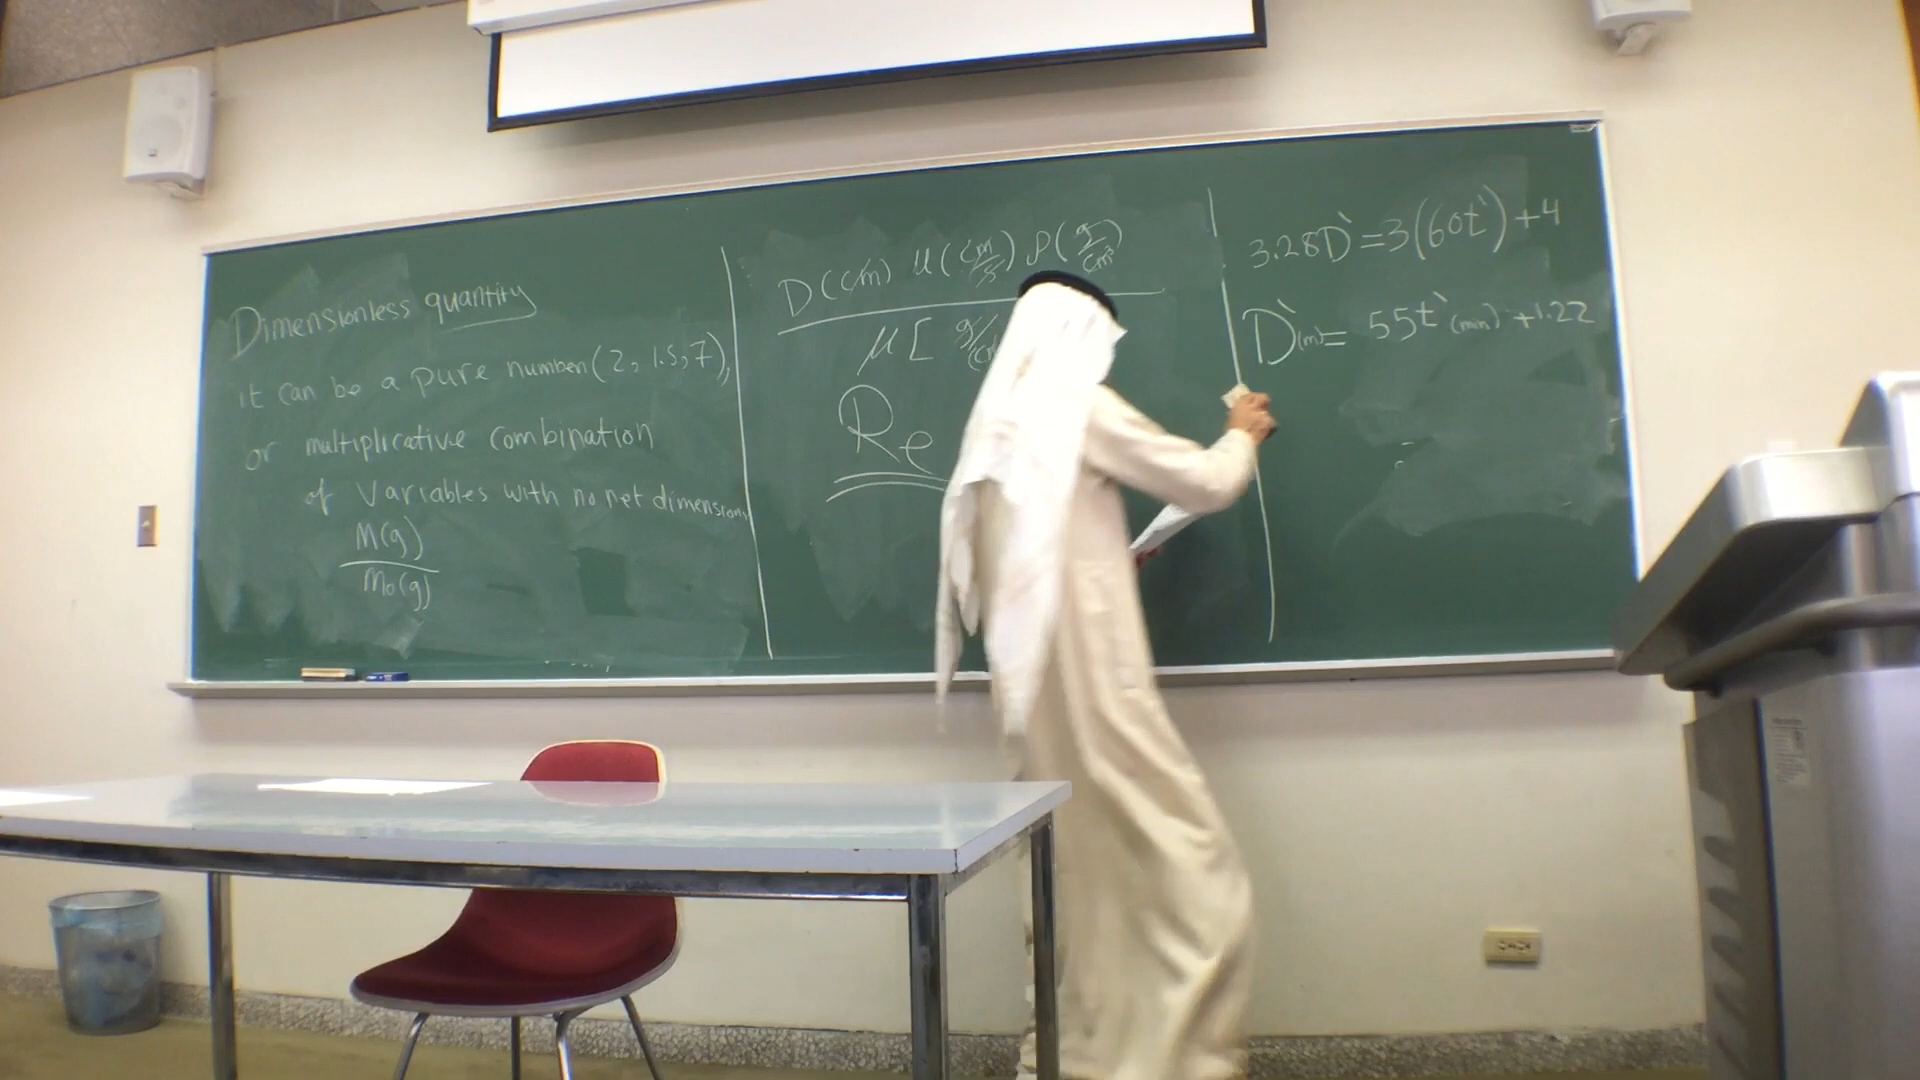 Dimensionless quantity
it can be a pure number (2, 1.5, 7),
or multiplicative combination
of variables with no net dimensions
M(g)
Mo(g)
D(cm) u(cm/s) ρ(g/cm³)
μ[ g/
Re
3.28D` = 3(60t`) + 4
D`(m) = 55t`(min) + 1.22